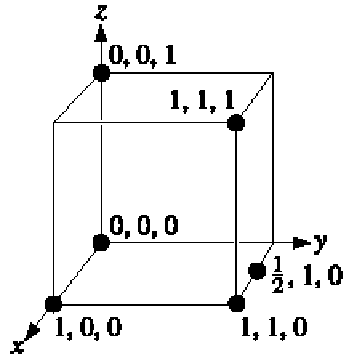 z
0, 0, 1
1, 1, 1
0, 0, 0
y
1/2, 1, 0
1, 0, 0
1, 1, 0
x